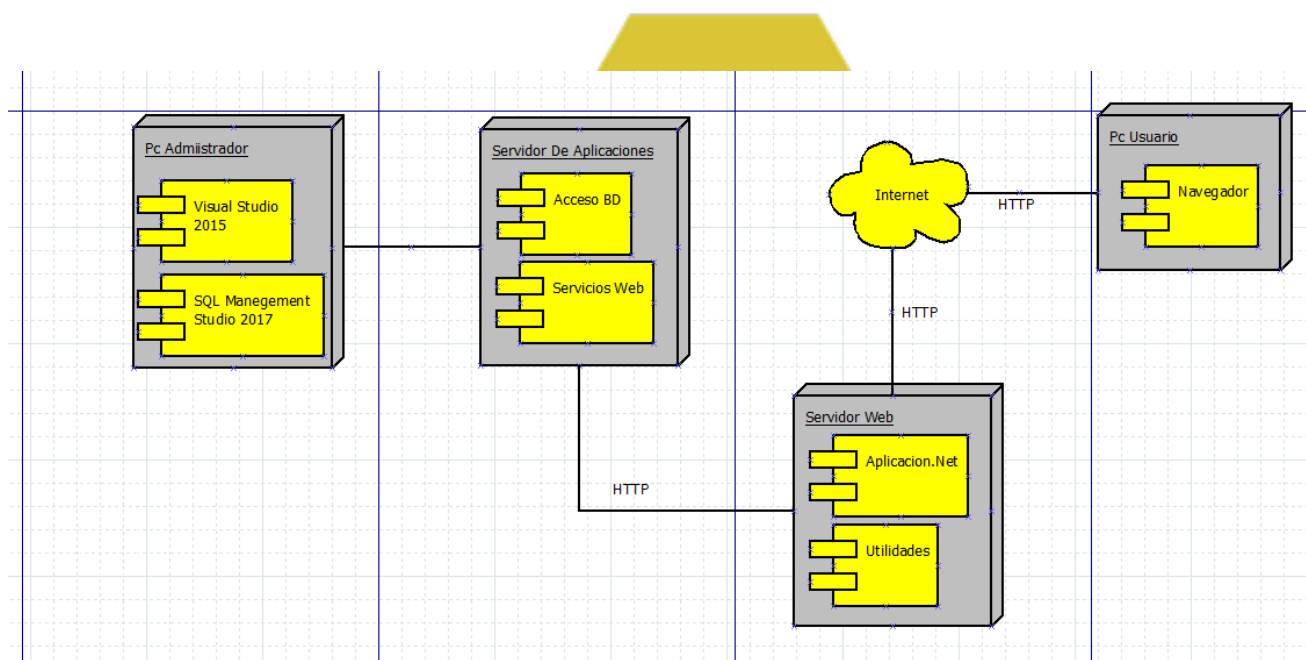 Pc Admiistrador
Visual Studio
2015
SQL Manegement
Studio 2017
Servidor De Aplicaciones
Acceso BD
Servicios Web
Internet
HTTP
Pc Usuario
Navegador
HTTP
HTTP
Servidor Web
Aplicacion.Net
Utilidades